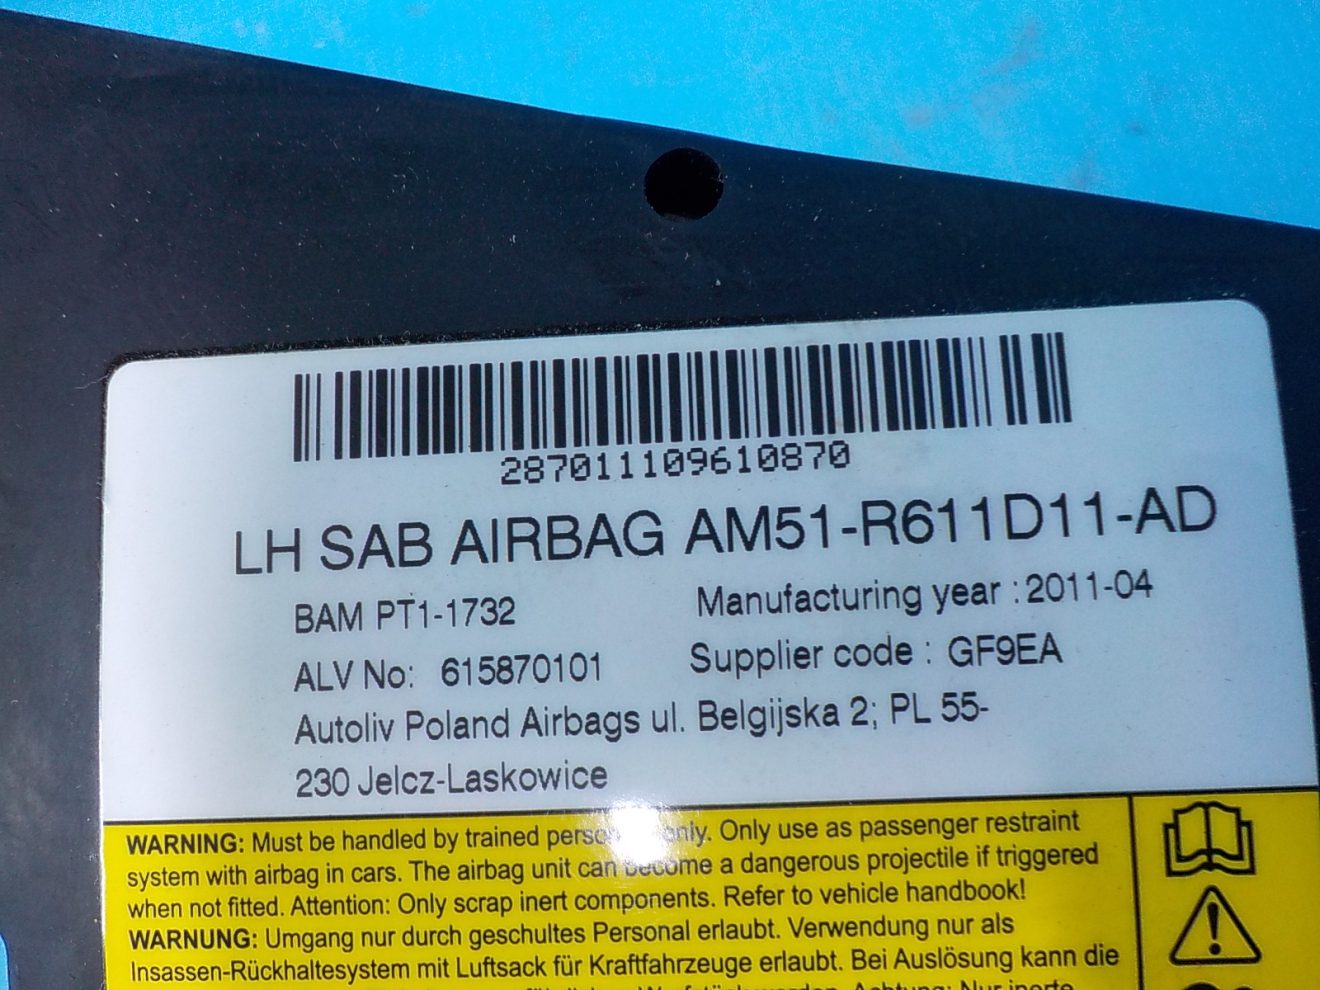 287011109610870
LH SAB AIRBAG AM51-R611D11-AD
BAM PT1-1732 Manufacturing year : 2011-04
ALV No: 615870101 Supplier code : GF9EA
Autoliv Poland Airbags ul. Belgijska 2; PL 55-
230 Jelcz-Laskowice
WARNING: Must be handled by trained only. Only use as passenger restraint
system with airbag in cars. The airbag unit can become a dangerous projectile if triggered
when not fitted. Attention: Only scrap inert components. Refer to vehicle handbook!
WARNUNG: Umgang nur durch geschultes Personal erlaubt. Verwendung nur als
Insassen-Rückhaltesystem mit Luftsack für Kraftfahrzeuge erlaubt. Bei Auslösung kann die
Achtung: Nur inerte